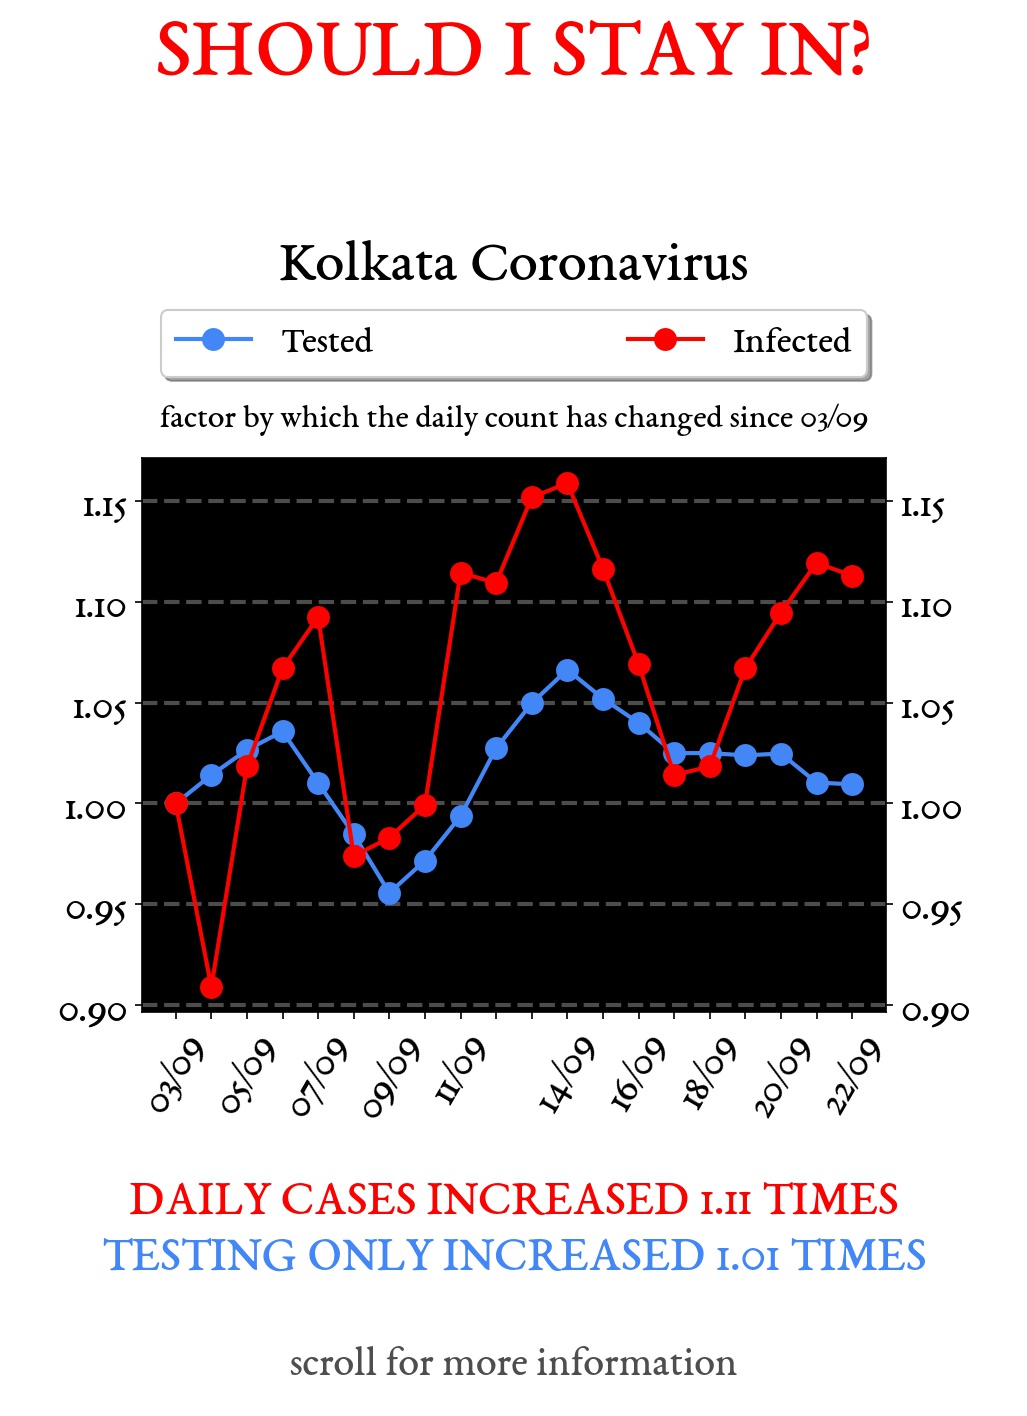 SHOULD I STAY IN?
Kolkata Coronavirus
Tested Infected
factor by which the daily count has changed since 03/09
1.15 1.15
1.10 1.10
1.05 1.05
1.00 1.00
0.95 0.95
0.90 0.90
03/09 05/09 07/09 09/09 11/09 14/09 16/09 18/09 20/09 22/09
DAILY CASES INCREASED 1.11 TIMES
TESTING ONLY INCREASED 1.01 TIMES
scroll for more information